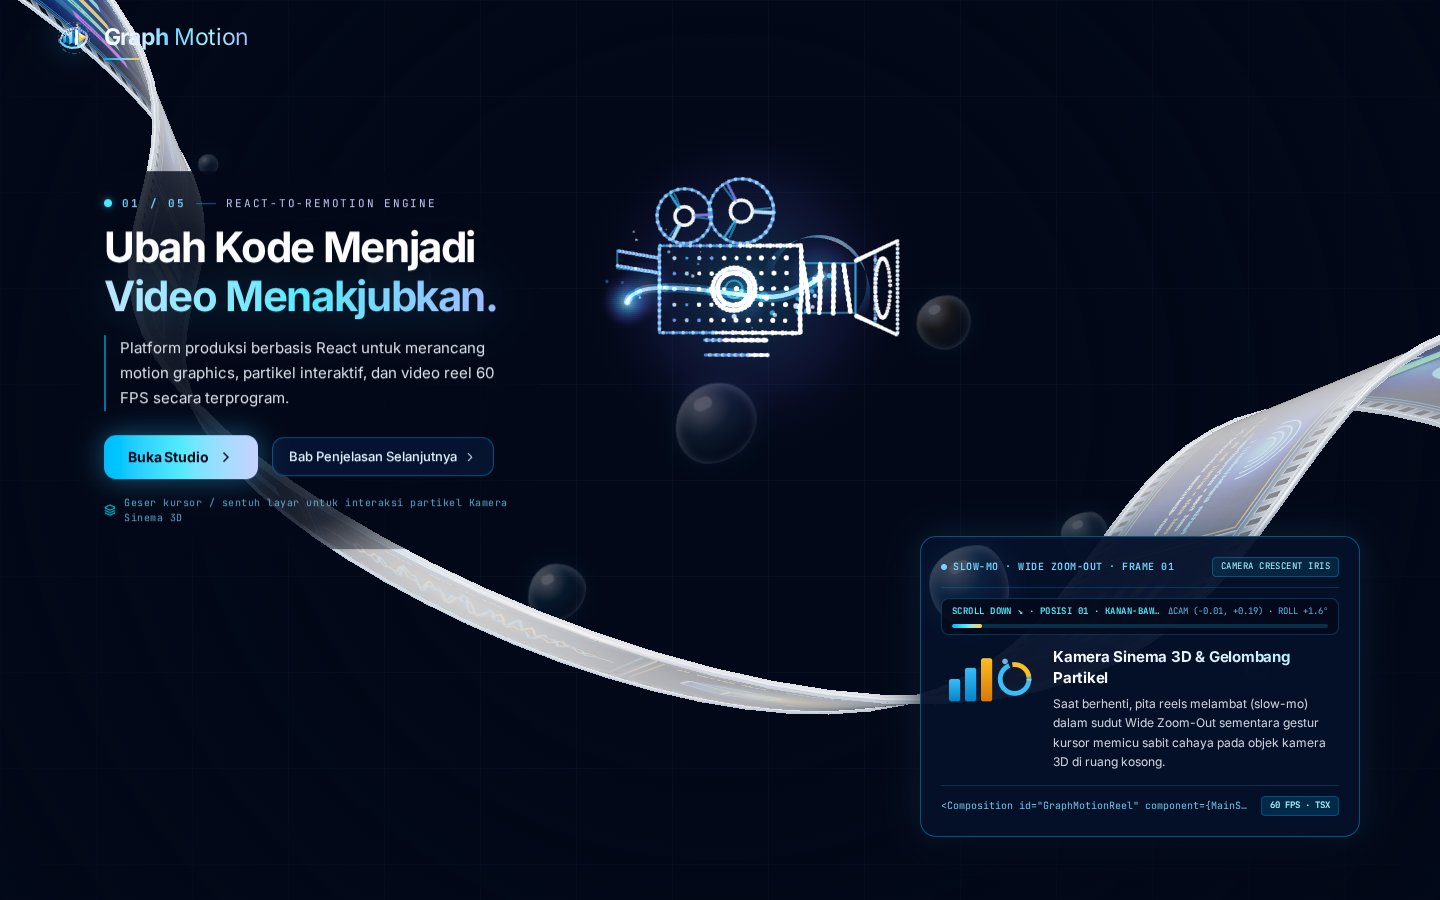 Graph Motion
01 / 05 REACT-TO-REMOTION ENGINE
Ubah Kode Menjadi
Video Menakjubkan.
Platform produksi berbasis React untuk merancang
motion graphics, partikel interaktif, dan video reel 60
FPS secara terprogram.
Buka Studio
Bab Penjelasan Selanjutnya
Geser kursor / sentuh layar untuk interaksi partikel Kamera
Sinema 3D
SLOW-MO · WIDE ZOOM-OUT · FRAME 01
CAMERA CRESCENT IRIS
SCROLL DOWN ↘ · POSISI 01 · KANAN-BAW… ΔCAM (-0.01, +0.19) · ROLL +1.6°
Kamera Sinema 3D & Gelombang
Partikel
Saat berhenti, pita reels melambat (slow-mo)
dalam sudut Wide Zoom-Out sementara gestur
kursor memicu sabit cahaya pada objek kamera
3D di ruang kosong.
<Composition id="GraphMotionReel" component={MainS…
60 FPS · TSX